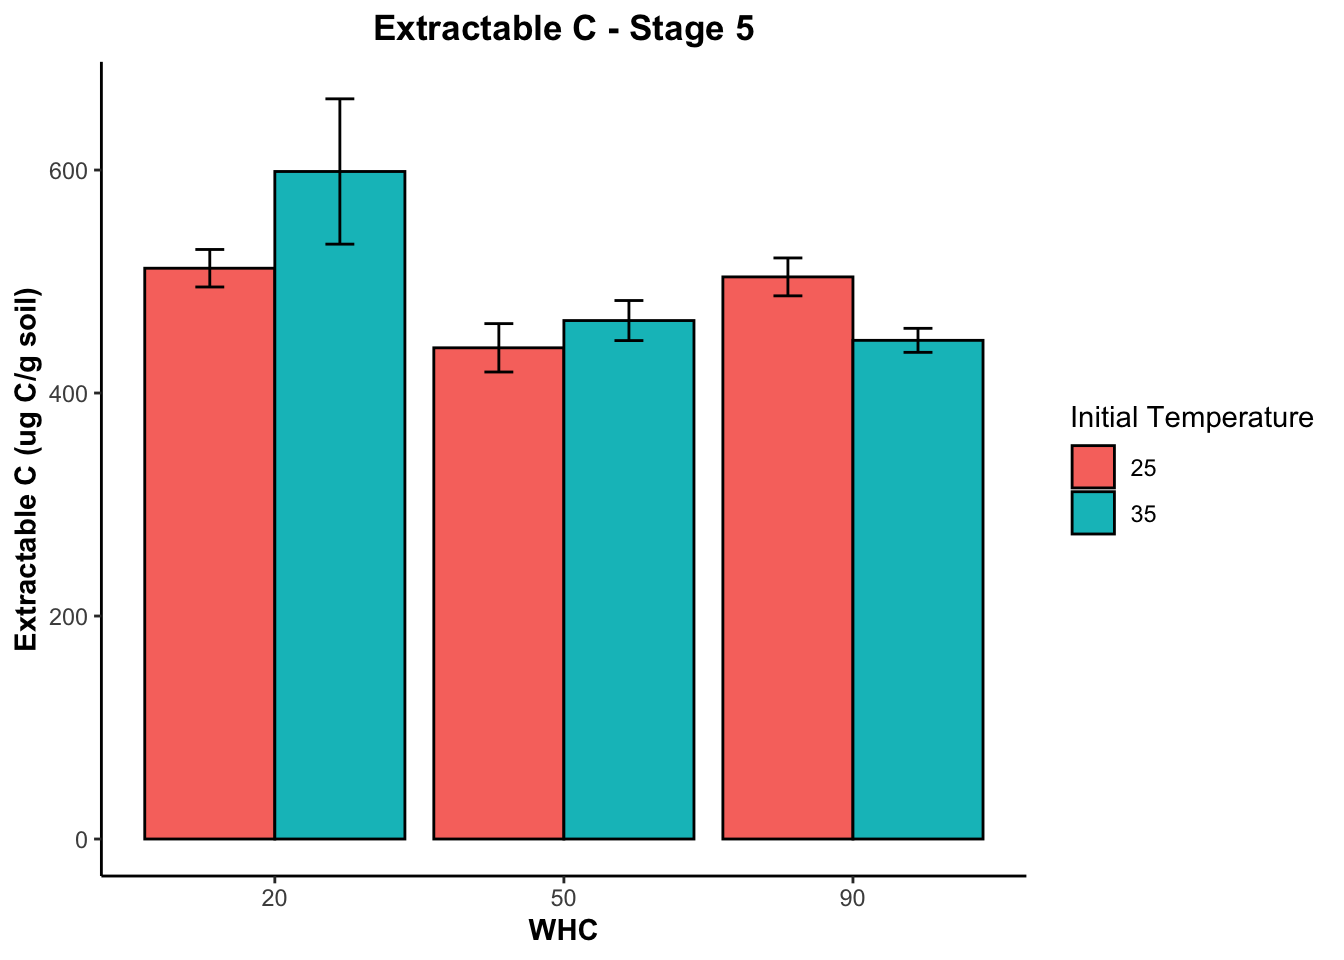 Extractable C - Stage 5
Extractable C (ug C/g soil)
600
400
200
0
20 50 90
WHC
Initial Temperature
25
35